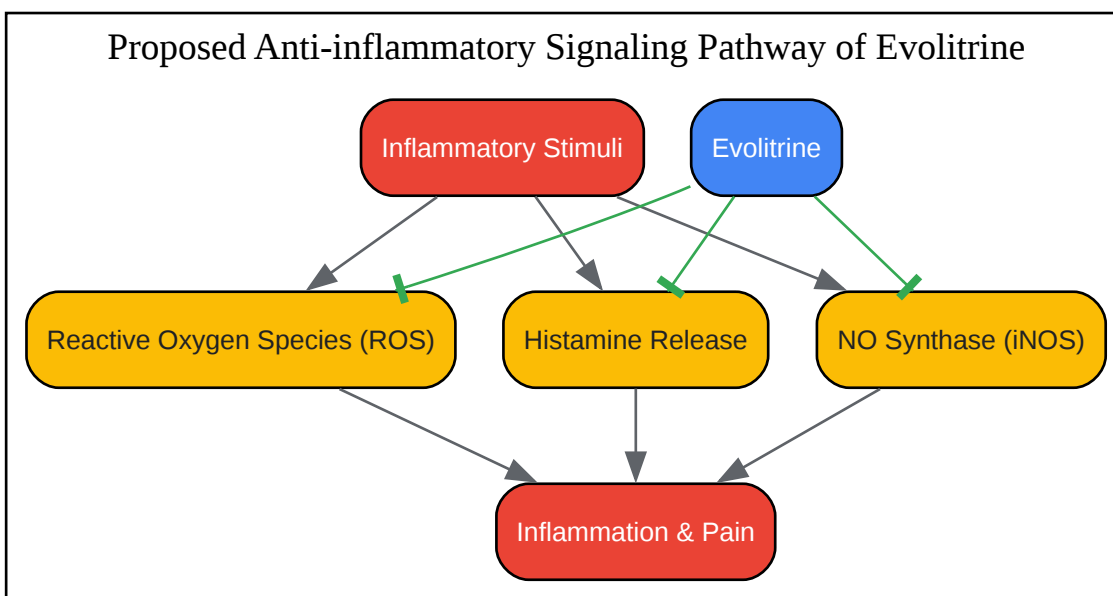 Proposed Anti-inflammatory Signaling Pathway of Evolitrine
Inflammatory Stimuli
Evolitrine
Reactive Oxygen Species (ROS)
Histamine Release
NO Synthase (iNOS)
Inflammation & Pain